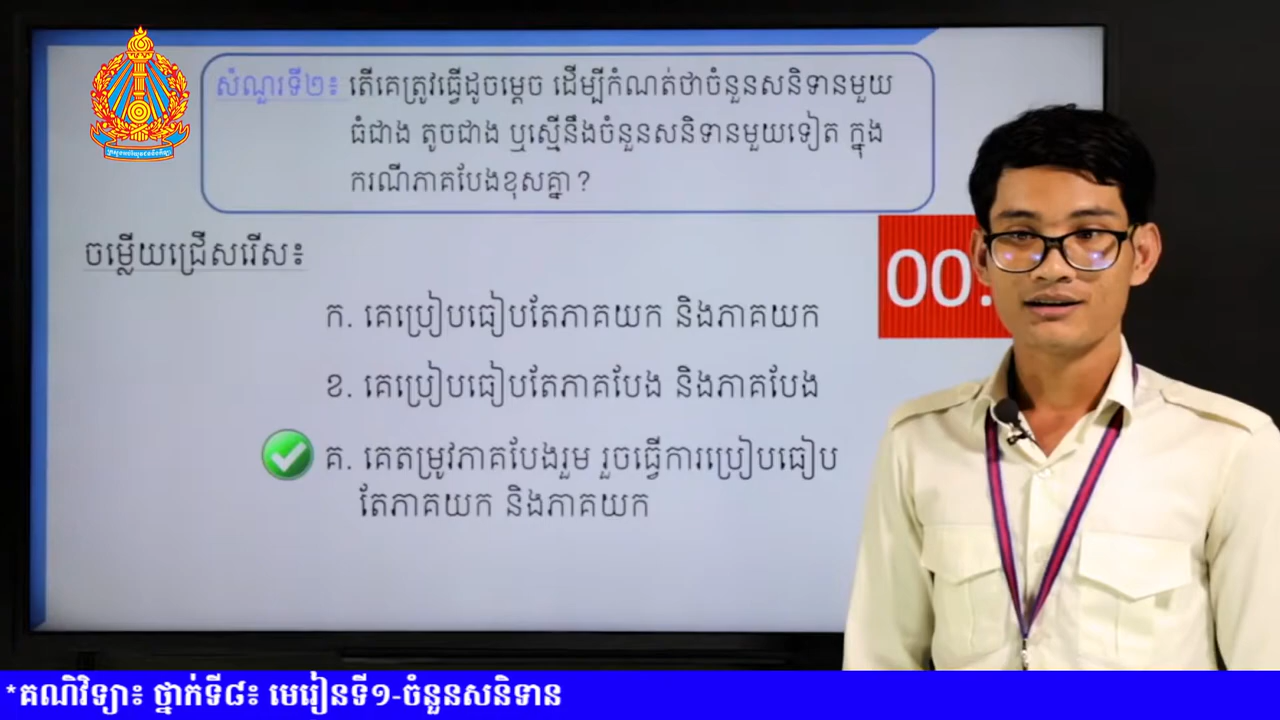 សំណួរទី២៖ តើគេត្រូវធ្វើដូចម្តេច ដើម្បីកំណត់ថាចំនួនសនិទានមួយ
ធំជាង តូចជាង ឬស្មើនឹងចំនួនសនិទានមួយទៀត ក្នុង
ករណីភាគបែងខុសគ្នា?
ចម្លើយជ្រើសរើស៖
00:
ក. គេប្រៀបធៀបតែភាគយក និងភាគយក
ខ. គេប្រៀបធៀបតែភាគបែង និងភាគបែង
គ. គេតម្រូវភាគបែងរួម រួចធ្វើការប្រៀបធៀប
តែភាគយក និងភាគយក
*គណិវិទ្យា៖ ថ្នាក់ទី៨៖ មេរៀនទី១-ចំនួនសនិទាន